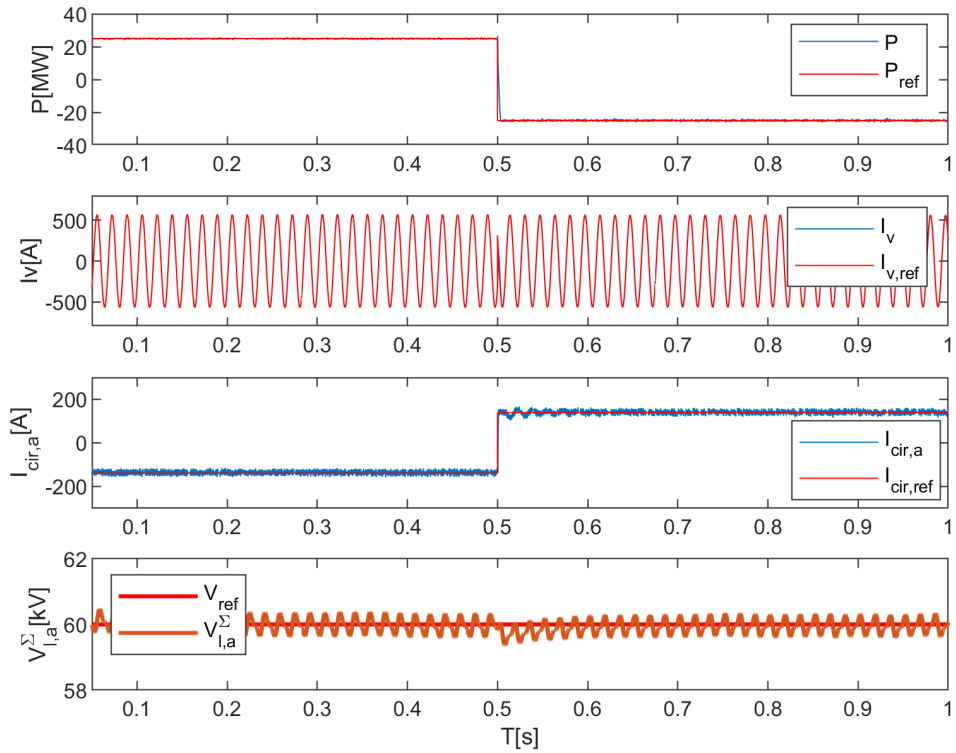 40
20
0
-20
-40
P[MW]
P
P_ref
0.1 0.2 0.3 0.4 0.5 0.6 0.7 0.8 0.9 1
500
0
-500
Iv[A]
I_v
I_v,ref
0.1 0.2 0.3 0.4 0.5 0.6 0.7 0.8 0.9 1
200
0
-200
I_cir,a[A]
I_cir,a
I_cir,ref
0.1 0.2 0.3 0.4 0.5 0.6 0.7 0.8 0.9 1
62
60
58
V_l,a^Σ[kV]
V_ref
V_l,a^Σ
0.1 0.2 0.3 0.4 0.5 0.6 0.7 0.8 0.9 1
T[s]